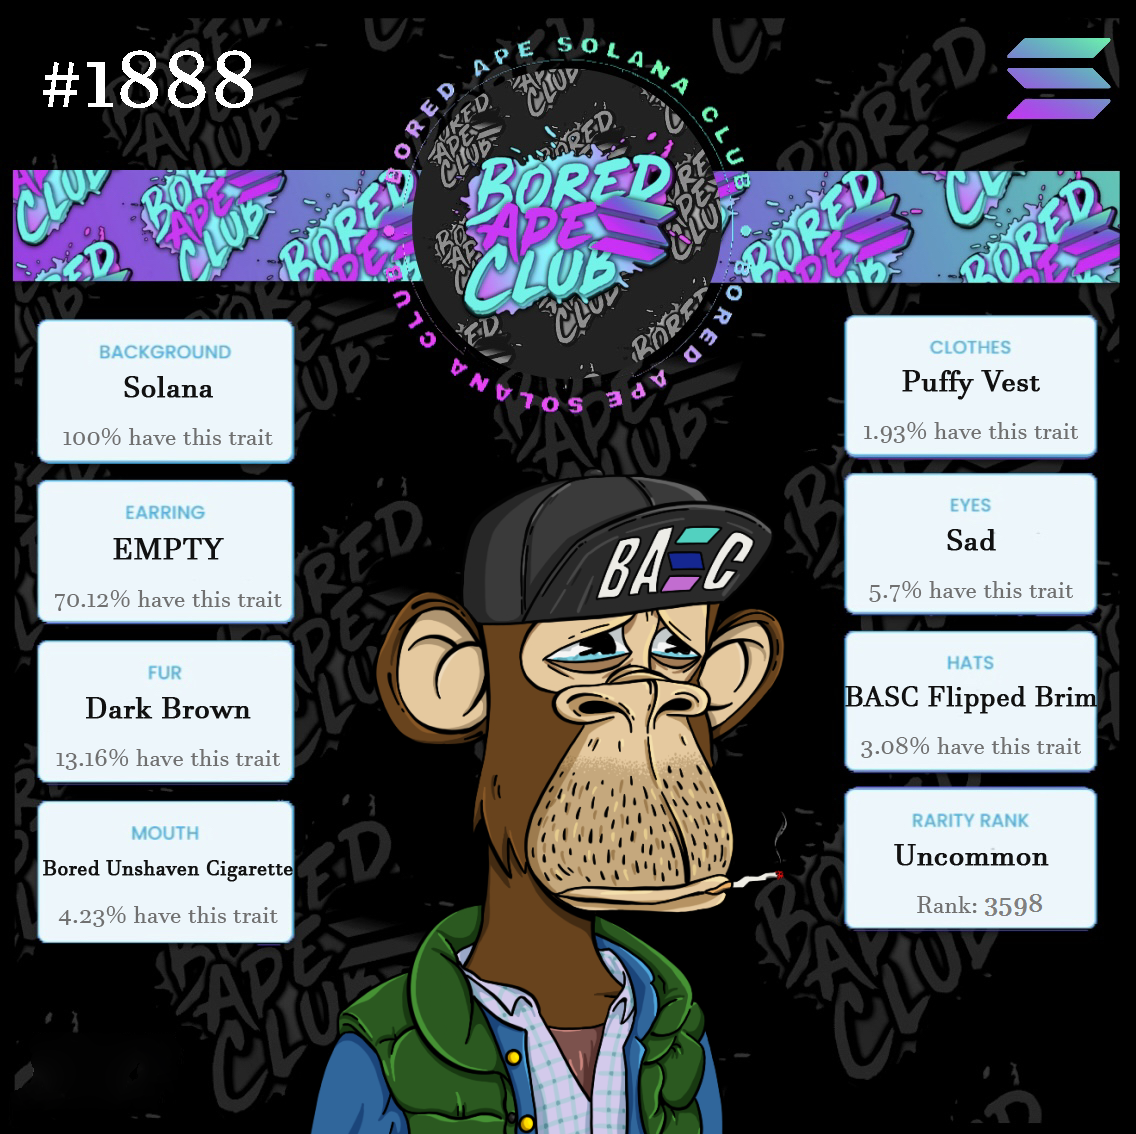 #1888
BORED APE SOLANA CLUB
BORED APE SOLANA CLUB
BORED
APE
CLUB
BACKGROUND
Solana
100% have this trait
EARRING
EMPTY
70.12% have this trait
FUR
Dark Brown
13.16% have this trait
MOUTH
Bored Unshaven Cigarette
4.23% have this trait
CLOTHES
Puffy Vest
1.93% have this trait
EYES
Sad
5.7% have this trait
HATS
BASC Flipped Brim
3.08% have this trait
RARITY RANK
Uncommon
Rank: 3598
BASC